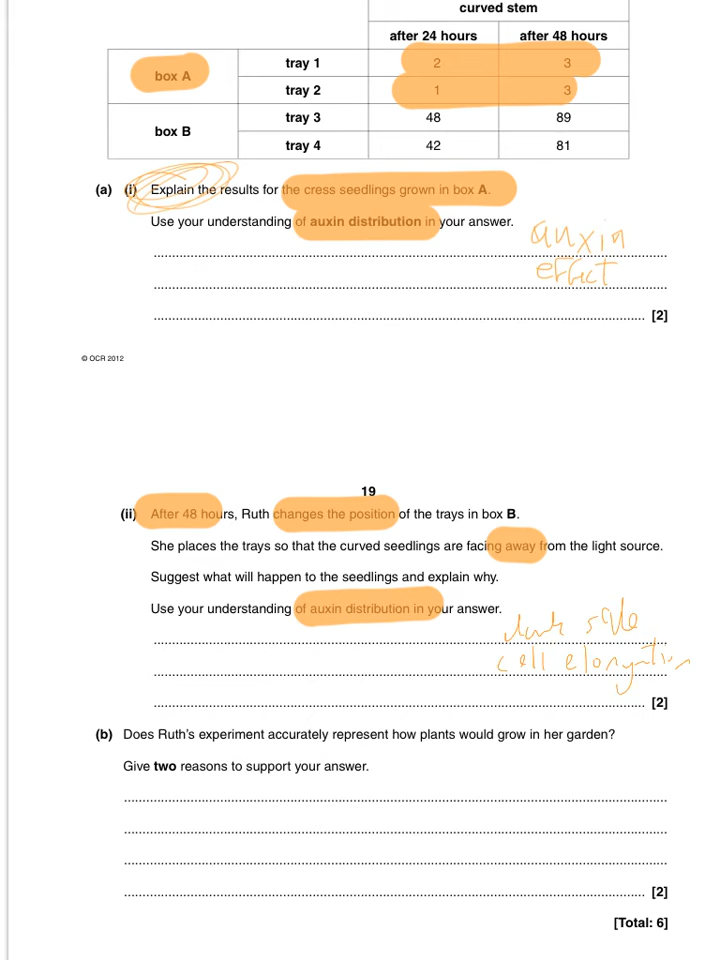 curved stem
after 24 hours after 48 hours
box A tray 1 2 3
tray 2 1 3
box B tray 3 48 89
tray 4 42 81
(a) (i) Explain the results for the cress seedlings grown in box A.
Use your understanding of auxin distribution in your answer.
auxin
effect
[2]
© OCR 2012
19
(ii) After 48 hours, Ruth changes the position of the trays in box B.
She places the trays so that the curved seedlings are facing away from the light source.
Suggest what will happen to the seedlings and explain why.
Use your understanding of auxin distribution in your answer.
side
cell elongation
[2]
(b) Does Ruth's experiment accurately represent how plants would grow in her garden?
Give two reasons to support your answer.
[2]
[Total: 6]